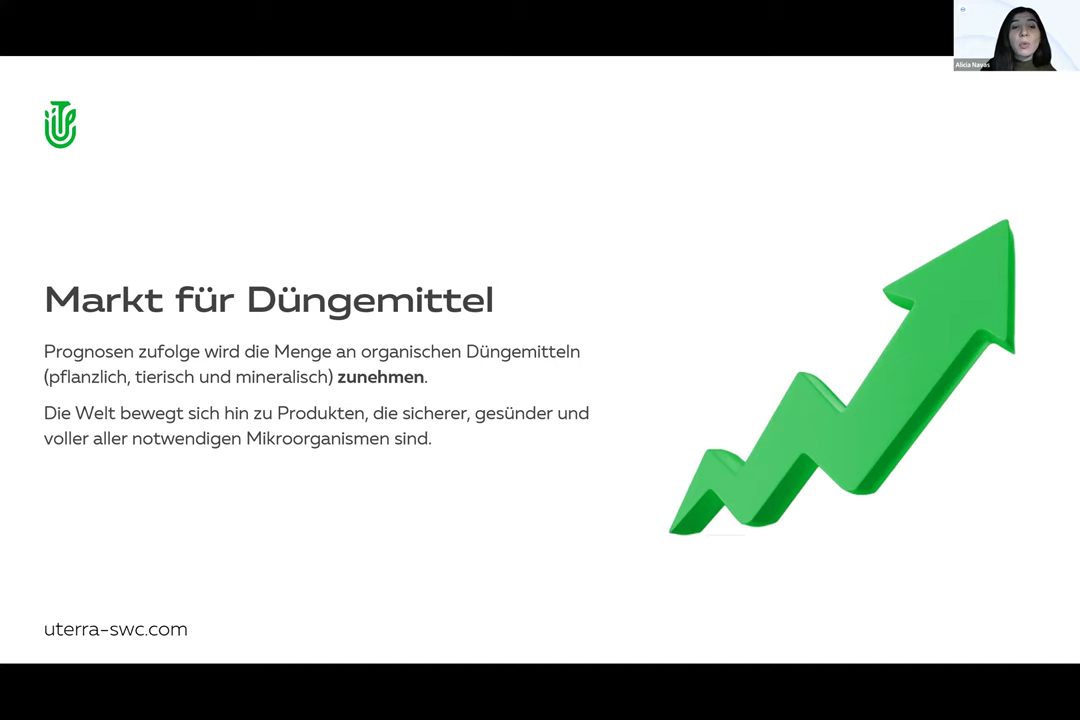 Alicia Navas
Markt für Düngemittel
Prognosen zufolge wird die Menge an organischen Düngemitteln
(pflanzlich, tierisch und mineralisch) zunehmen.
Die Welt bewegt sich hin zu Produkten, die sicherer, gesünder und
voller aller notwendigen Mikroorganismen sind.
uterra-swc.com